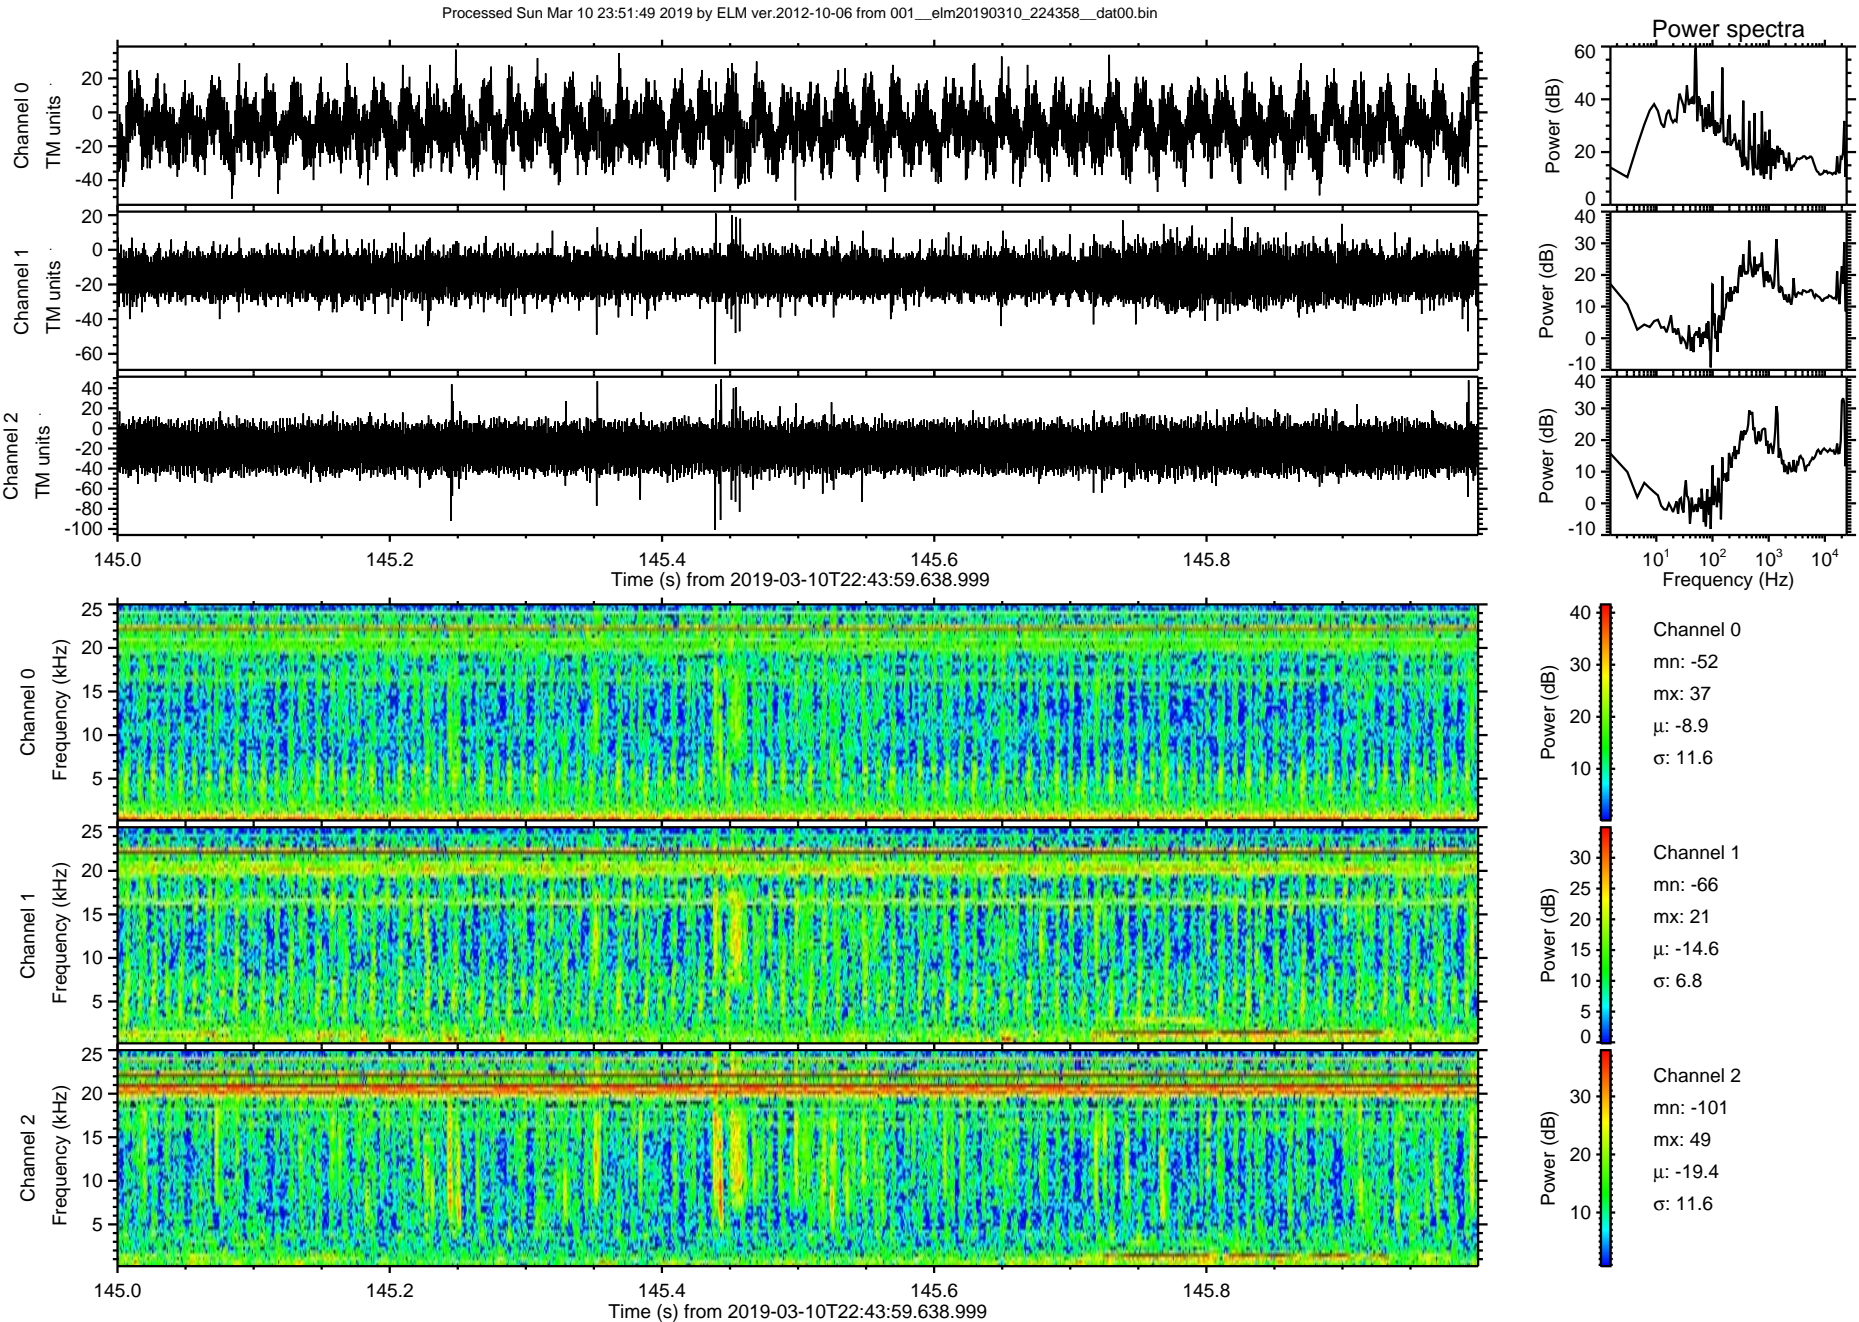 Processed Sun Mar 10 23:51:49 2019 by ELM ver.2012-10-06 from 001__elm20190310_224358__dat00.bin
Power spectra
Channel 0
TM units
20
0
-20
-40
Power (dB)
60
40
20
0
Channel 1
TM units
20
0
-20
-40
-60
Power (dB)
40
30
20
10
0
-10
Channel 2
TM units
40
20
0
-20
-40
-60
-80
-100
Power (dB)
40
30
20
10
0
-10
145.0 145.2 145.4 145.6 145.8
Time (s) from 2019-03-10T22:43:59.638.999
10¹ 10² 10³ 10⁴
Frequency (Hz)
Channel 0
Frequency (kHz)
25
20
15
10
5
Power (dB)
40
30
20
10
Channel 0
mn: -52
mx: 37
μ: -8.9
σ: 11.6
Channel 1
Frequency (kHz)
25
20
15
10
5
Power (dB)
30
25
20
15
10
5
0
Channel 1
mn: -66
mx: 21
μ: -14.6
σ: 6.8
Channel 2
Frequency (kHz)
25
20
15
10
5
Power (dB)
30
20
10
Channel 2
mn: -101
mx: 49
μ: -19.4
σ: 11.6
145.0 145.2 145.4 145.6 145.8
Time (s) from 2019-03-10T22:43:59.638.999